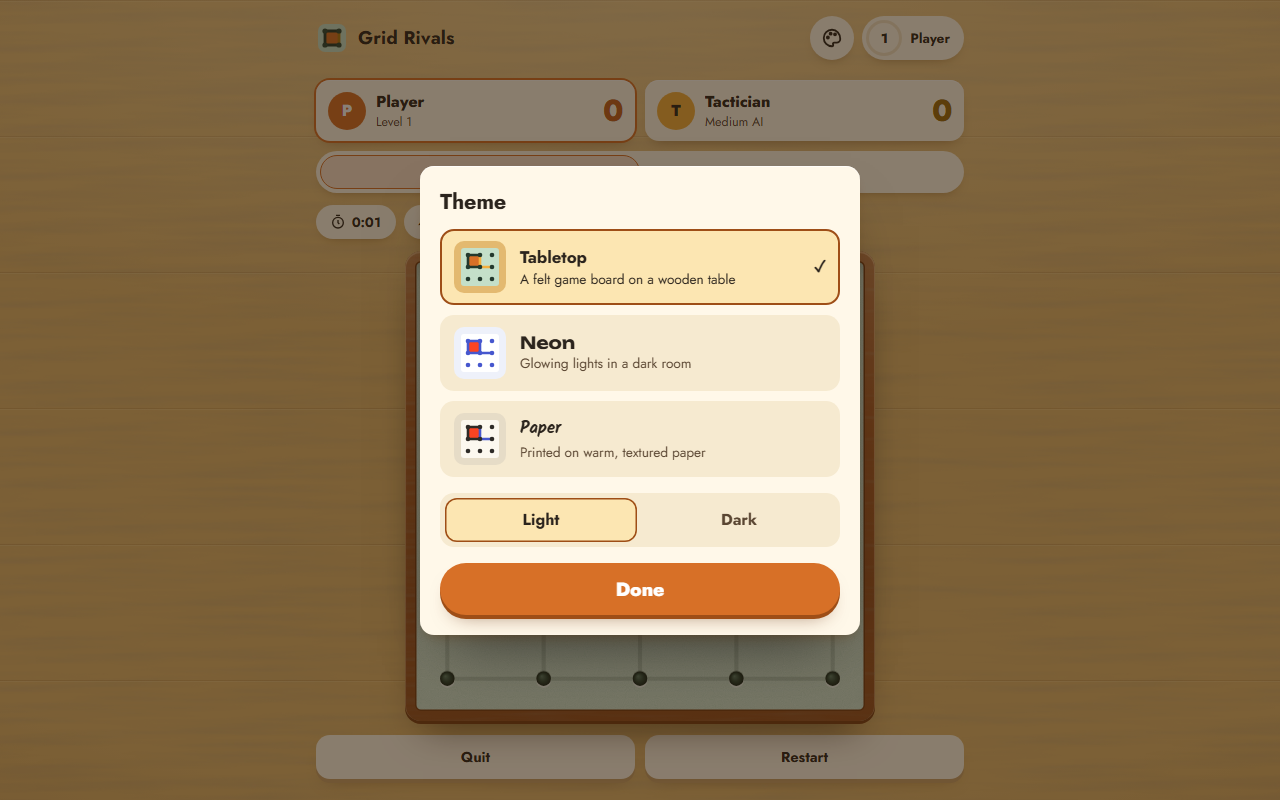 Grid Rivals
1 Player
P Player 0
Level 1
T Tactician 0
Medium AI
0:01
Theme
Tabletop
A felt game board on a wooden table
Neon
Glowing lights in a dark room
Paper
Printed on warm, textured paper
Light Dark
Done
Quit Restart